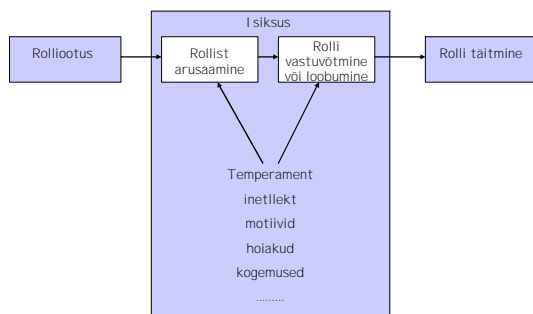 Isiksus
Rolliootus
Rollist
arusaamine
Rolli
vastuvõtmine
või loobumine
Rolli täitmine
Temperament
inetllekt
motiivid
hoiakud
kogemused
.........